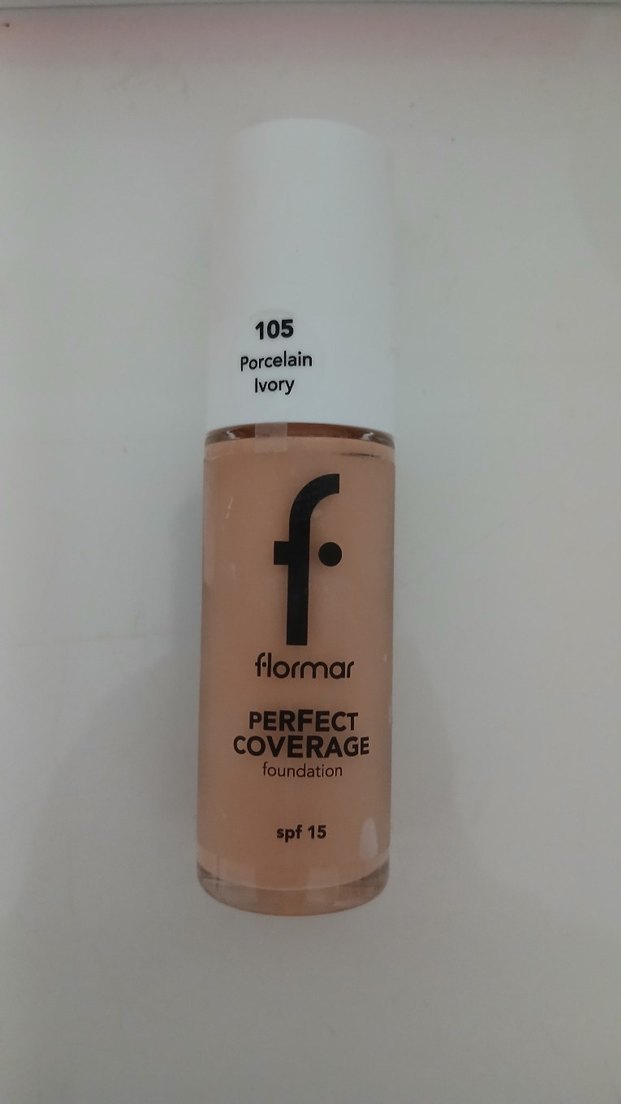 105
Porcelain
Ivory
f
flormar
PERFECT
COVERAGE
foundation
spf 15